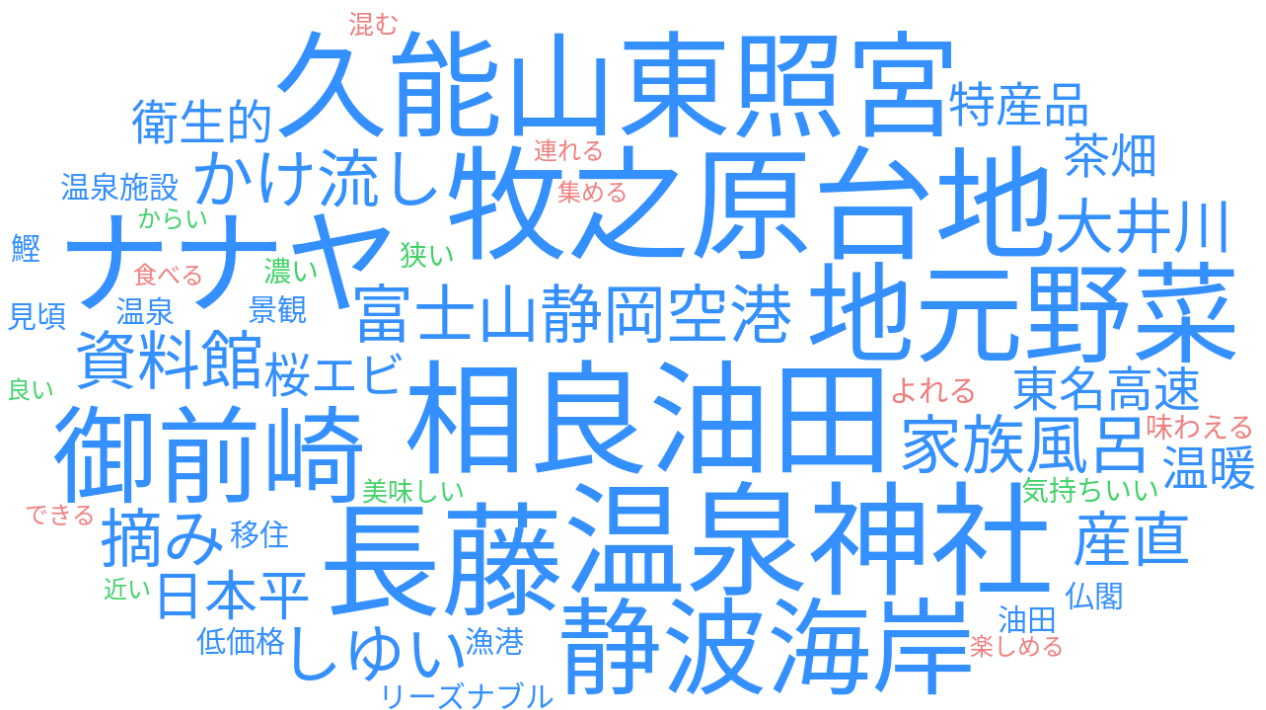 混む
久能山東照宮
特産品
衛生的
連れる
茶畑
かけ流し
牧之原台地
温泉施設
集める
からい
大井川
ナナヤ
狭い
鰹
食べる
濃い
地元野菜
見頃
温泉
景観
富士山静岡空港
資料館
桜エビ
相良油田
良い
よれる
東名高速
御前崎
家族風呂
味わえる
温暖
美味しい
気持ちいい
できる
摘み
移住
長藤
温泉神社
産直
近い
日本平
仏閣
低価格
しゆい
漁港
静波海岸
油田
楽しめる
リーズナブル